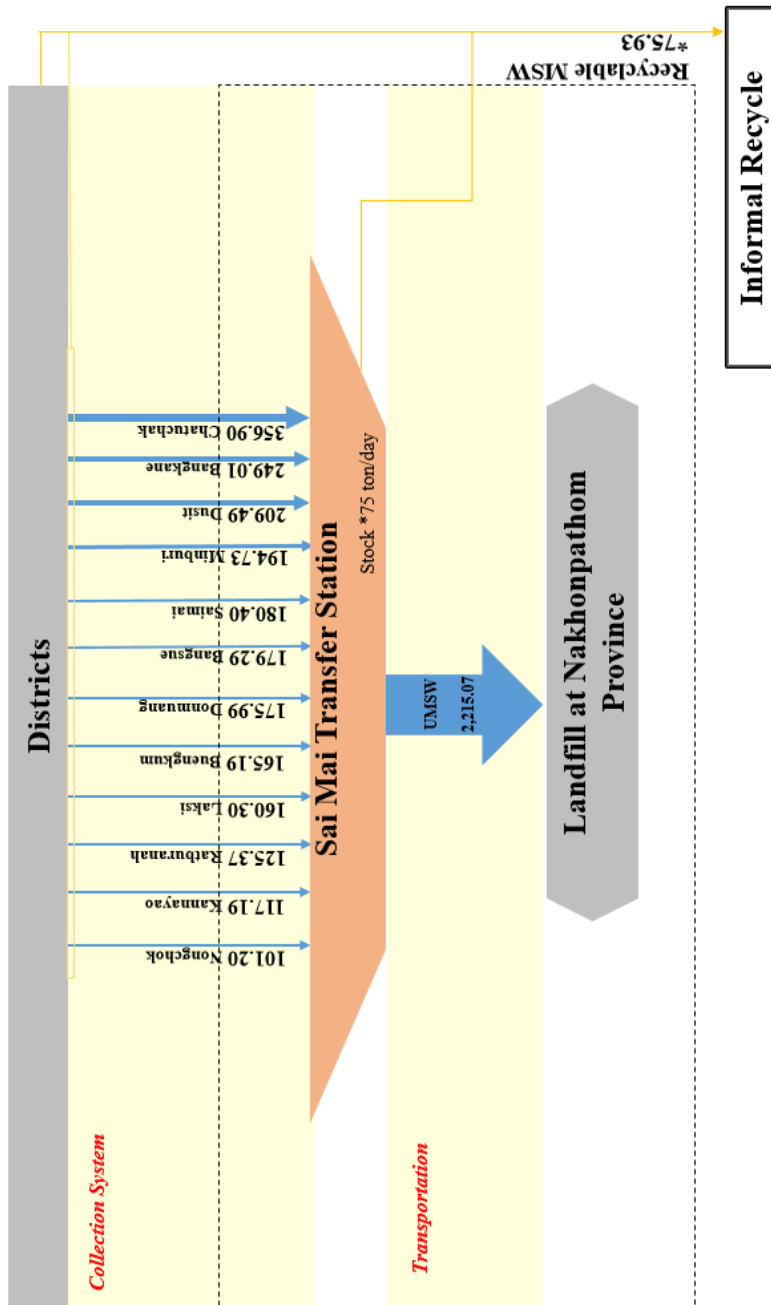 Districts
Collection System
101.20 Nongchok
117.19 Kannayao
125.37 Ratburanah
160.30 Laksi
165.19 Buengkum
175.99 Donmuang
179.29 Bangsue
180.40 Saimai
194.73 Minburi
209.49 Dusit
249.01 Bangkane
356.90 Chatuchak
Sai Mai Transfer Station
Stock *75 ton/day
Transportation
UMSW
2,215.07
Landfill at Nakhonpathom
Province
Recyclable MSW
*75.93
Informal Recycle